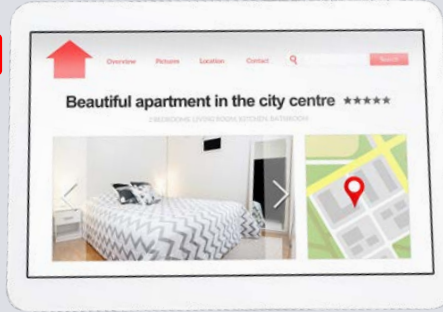 Overview Pictures Location Contact Search
Beautiful apartment in the city centre ★★★★★
2 BEDROOMS, LIVING ROOM, KITCHEN, BATHROOM